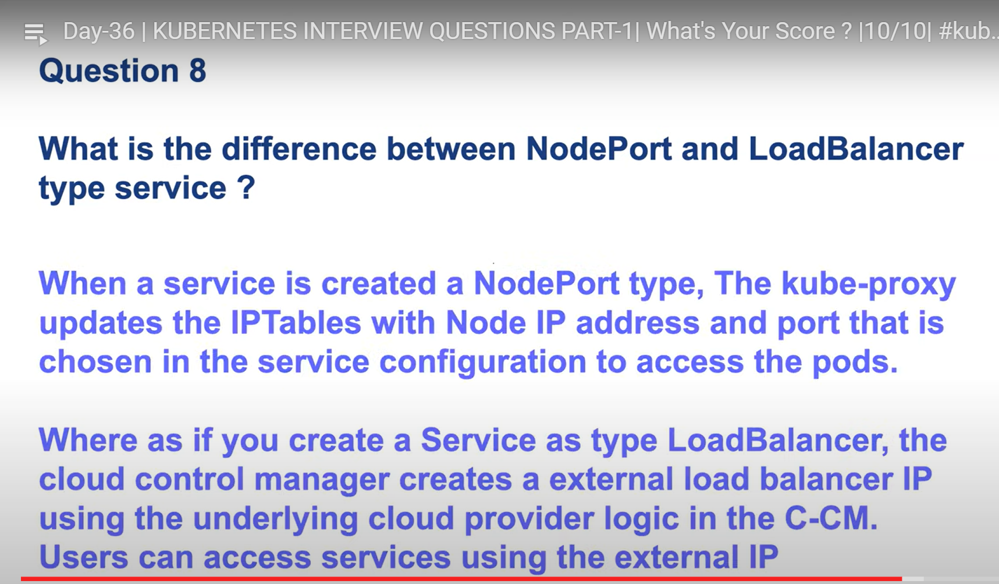 Day-36 | KUBERNETES INTERVIEW QUESTIONS PART-1| What's Your Score ? |10/10| #kub...
Question 8
What is the difference between NodePort and LoadBalancer
type service ?
When a service is created a NodePort type, The kube-proxy
updates the IPTables with Node IP address and port that is
chosen in the service configuration to access the pods.
Where as if you create a Service as type LoadBalancer, the
cloud control manager creates a external load balancer IP
using the underlying cloud provider logic in the C-CM.
Users can access services using the external IP